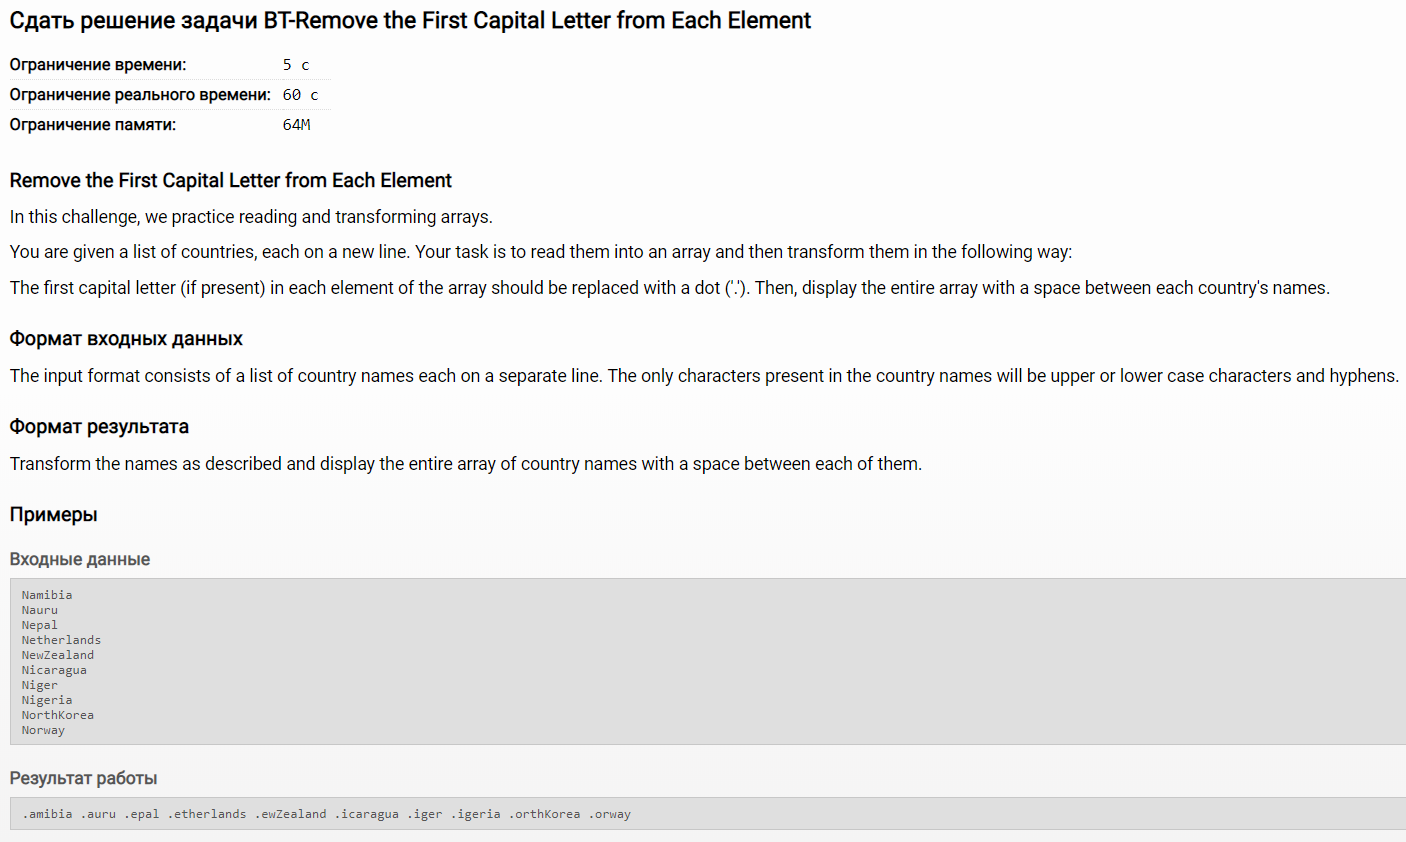 Сдать решение задачи BT-Remove the First Capital Letter from Each Element
Ограничение времени: 5 с
Ограничение реального времени: 60 с
Ограничение памяти: 64M
Remove the First Capital Letter from Each Element
In this challenge, we practice reading and transforming arrays.
You are given a list of countries, each on a new line. Your task is to read them into an array and then transform them in the following way:
The first capital letter (if present) in each element of the array should be replaced with a dot ('.'). Then, display the entire array with a space between each country's names.
Формат входных данных
The input format consists of a list of country names each on a separate line. The only characters present in the country names will be upper or lower case characters and hyphens.
Формат результата
Transform the names as described and display the entire array of country names with a space between each of them.
Примеры
Входные данные
Namibia
Nauru
Nepal
Netherlands
NewZealand
Nicaragua
Niger
Nigeria
NorthKorea
Norway
Результат работы
.amibia .auru .epal .etherlands .ewZealand .icaragua .iger .igeria .orthKorea .orway